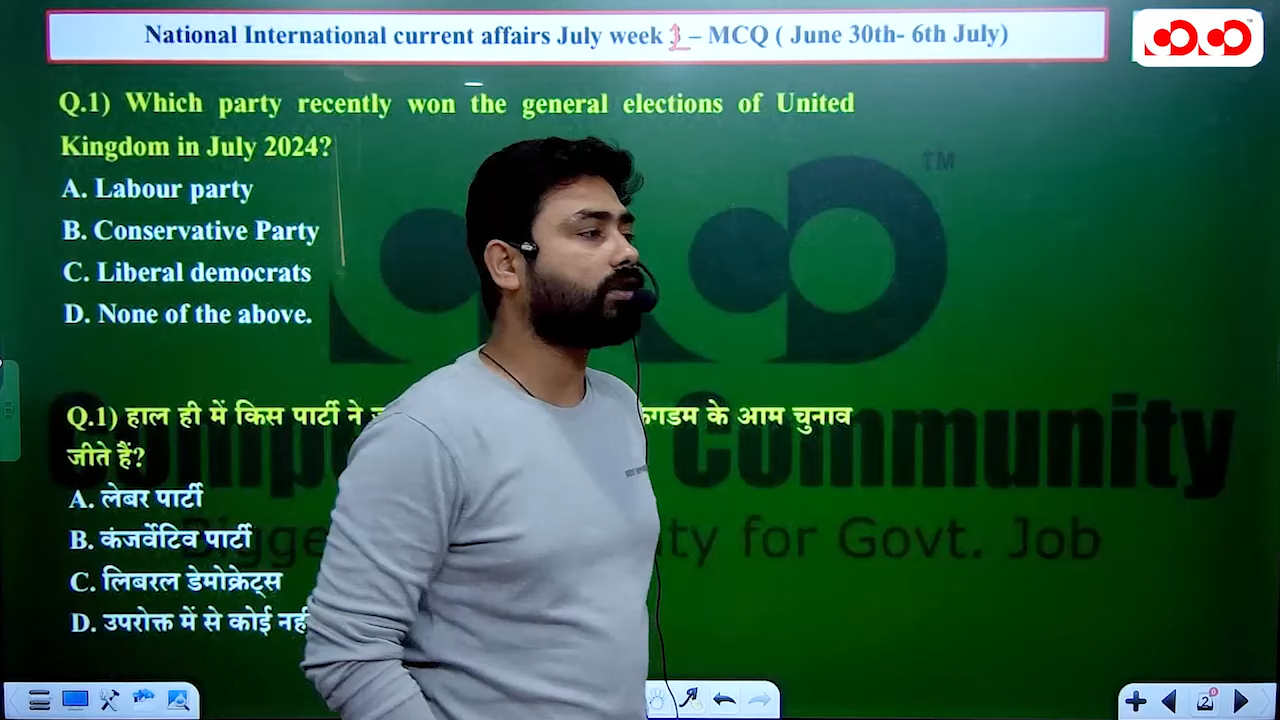 National International current affairs July week 1 – MCQ ( June 30th- 6th July)
Q.1) Which party recently won the general elections of United
Kingdom in July 2024?
A. Labour party
B. Conservative Party
C. Liberal democrats
D. None of the above.
TM
Q.1) हाल ही में किस पार्टी ने के आम चुनाव
जीते हैं?
Community
A. लेबर पार्टी
B. कंजर्वेटिव पार्टी
for Govt. Job
C. लिबरल डेमोक्रेट्स
D. उपरोक्त में से कोई
2